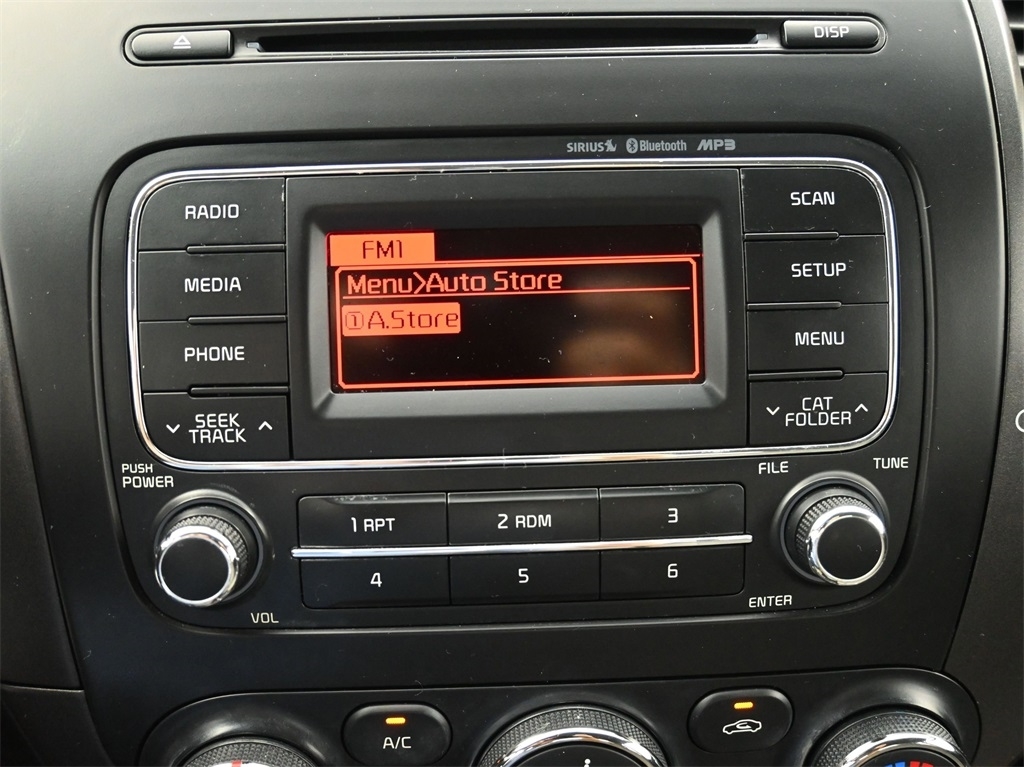 DISP
SIRIUS Bluetooth MP3
RADIO
MEDIA
PHONE
SEEK
TRACK
FM1
Menu>Auto Store
1 A.Store
SCAN
SETUP
MENU
CAT
FOLDER
PUSH
POWER
VOL
1 RPT
2 RDM
3
4
5
6
FILE
TUNE
ENTER
A/C